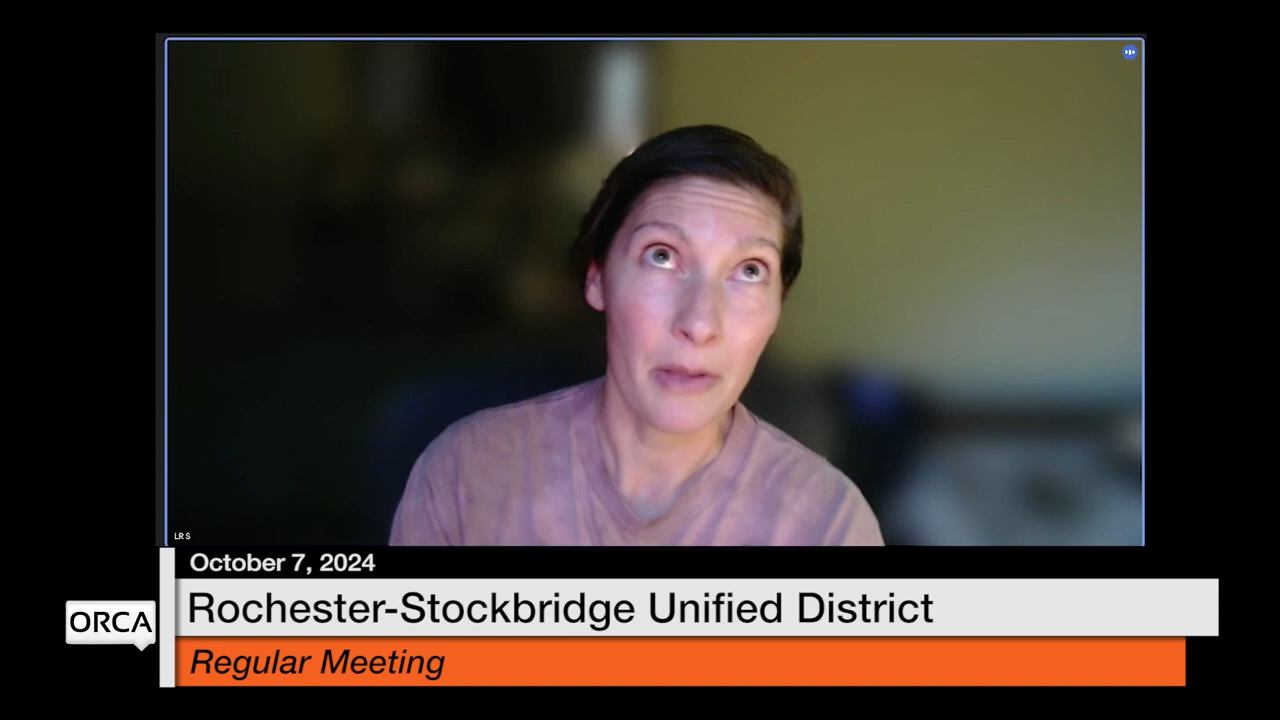 LR S
October 7, 2024
Rochester-Stockbridge Unified District
ORCA
Regular Meeting